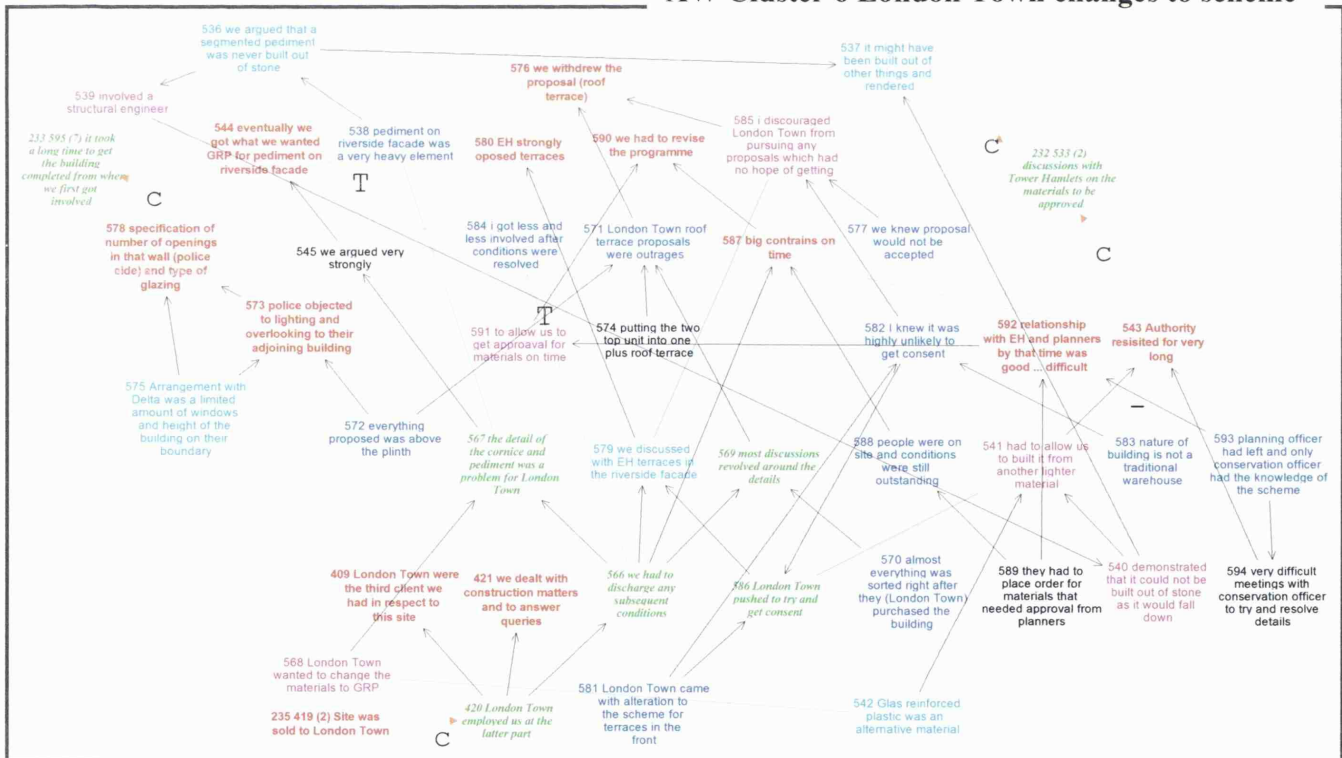 AW Cluster 6 London Town changes to scheme
536 we argued that a
segmented pediment
was never built out
of stone
537 it might have
been built out of
other things and
rendered
576 we withdrew the
proposal (roof
terrace)
539 involved a
structural engineer
544 eventually we
got what we wanted
GRP for pediment on
riverside facade
538 pediment on
riverside facade was
a very heavy element
580 EH strongly
opposed terraces
590 we had to revise
the programme
585 i discouraged
London Town from
pursuing any
proposals which had
no hope of getting
233 595 (7) it took
a long time to get
the building
completed from when
we first got
involved
C
T
C
232 533 (2)
discussions with
Tower Hamlets on the
materials to be
approved
C
578 specification of
number of openings
in that wall (police
cide) and type of
glazing
545 we argued very
strongly
584 i got less and
less involved after
conditions were
resolved
571 London Town roof
terrace proposals
were outrages
587 big contrains on
time
577 we knew proposal
would not be
accepted
573 police objected
to lighting and
overlooking to their
adjoining building
T
591 to allow us to
get approaval for
materials on time
574 putting the two
top unit into one
plus roof terrace
582 I knew it was
highly unlikely to
get consent
592 relationship
with EH and planners
by that time was
good ... difficult
543 Authority
resisited for very
long
–
575 Arrangement with
Delta was a limited
amount of windows
and height of the
building on their
boundary
572 everything
proposed was above
the plinth
567 the detail of
the cornice and
pediment was a
problem for London
Town
579 we discussed
with EH terraces in
the riverside facade
569 most discussions
revolved around the
details
588 people were on
site and conditions
were still
outstanding
541 had to allow us
to built it from
another lighter
material
583 nature of
building is not a
traditional
warehouse
593 planning officer
had left and only
conservation officer
had the knowledge of
the scheme
409 London Town were
the third client we
had in respect to
this site
421 we dealt with
construction matters
and to answer
queries
566 we had to
discharge any
subsequent
conditions
586 London Town
pushed to try and
get consent
570 almost
everything was
sorted right after
they (London Town)
purchased the
building
589 they had to
place order for
materials that
needed approval from
planners
540 demonstrated
that it could not be
built out of stone
as it would fall
down
594 very difficult
meetings with
conservation officer
to try and resolve
details
568 London Town
wanted to change the
materials to GRP
235 419 (2) Site was
sold to London Town
C
420 London Town
employed us at the
latter part
581 London Town came
with alteration to
the scheme for
terraces in the
front
542 Glas reinforced
plastic was an
alternative material